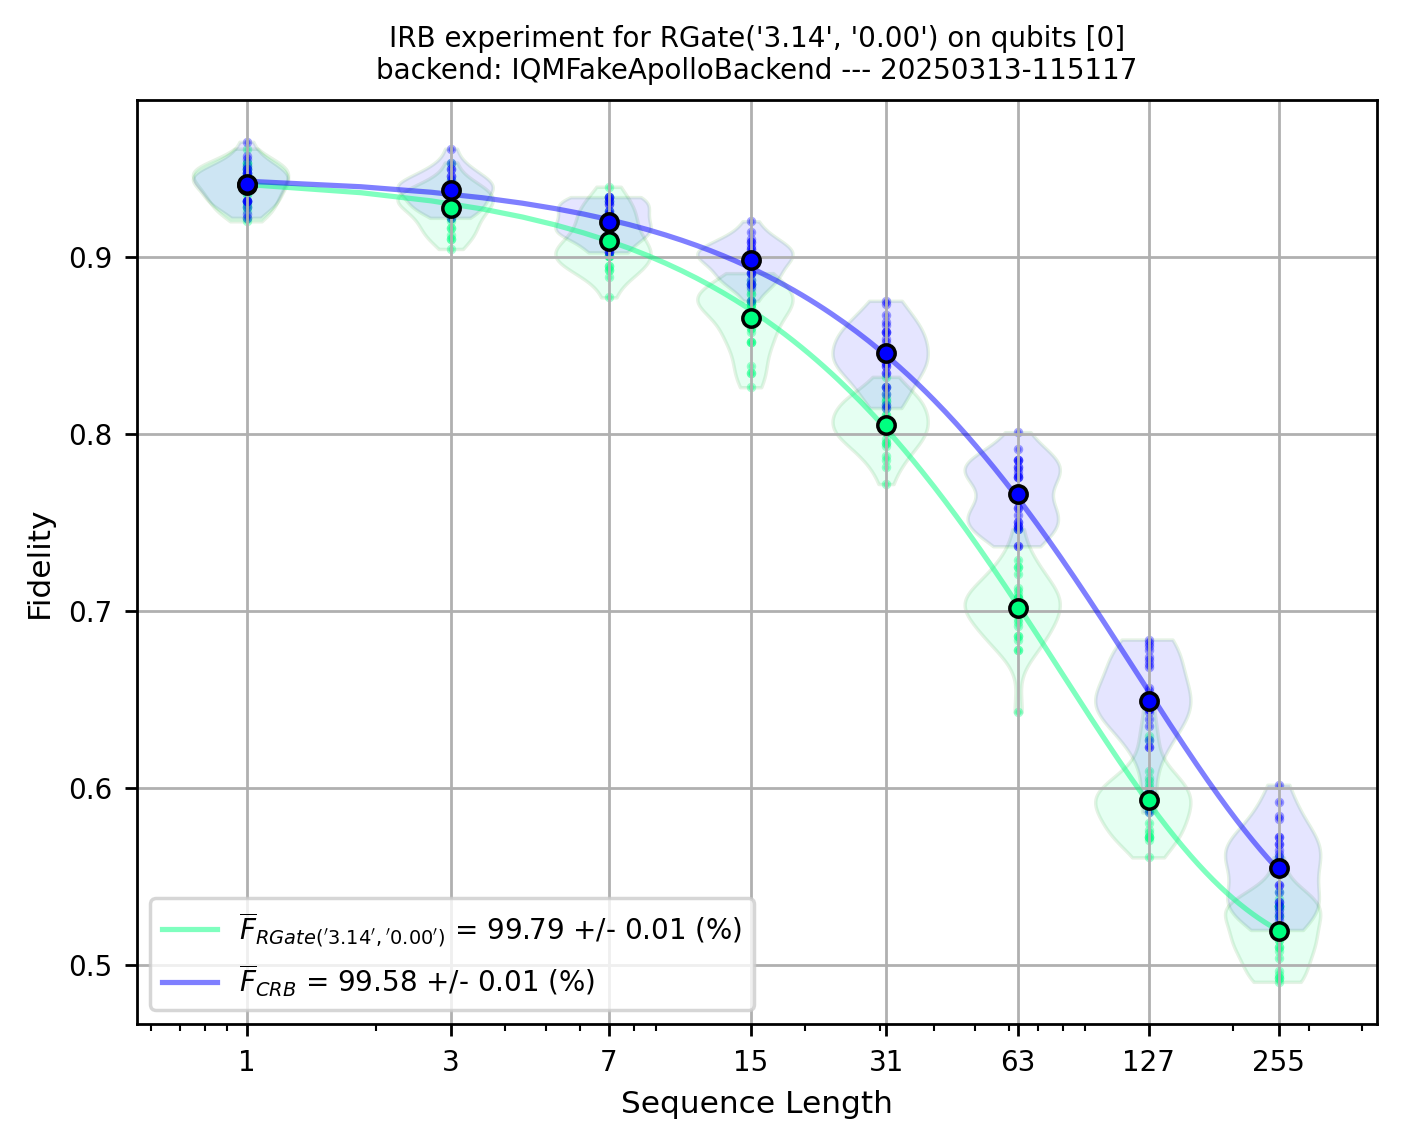 IRB experiment for RGate('3.14', '0.00') on qubits [0]
backend: IQMFakeApolloBackend --- 20250313-115117
Fidelity
0.9
0.8
0.7
0.6
0.5
F̅_RGate('3.14','0.00') = 99.79 +/- 0.01 (%)
F̅_CRB = 99.58 +/- 0.01 (%)
1 3 7 15 31 63 127 255
Sequence Length